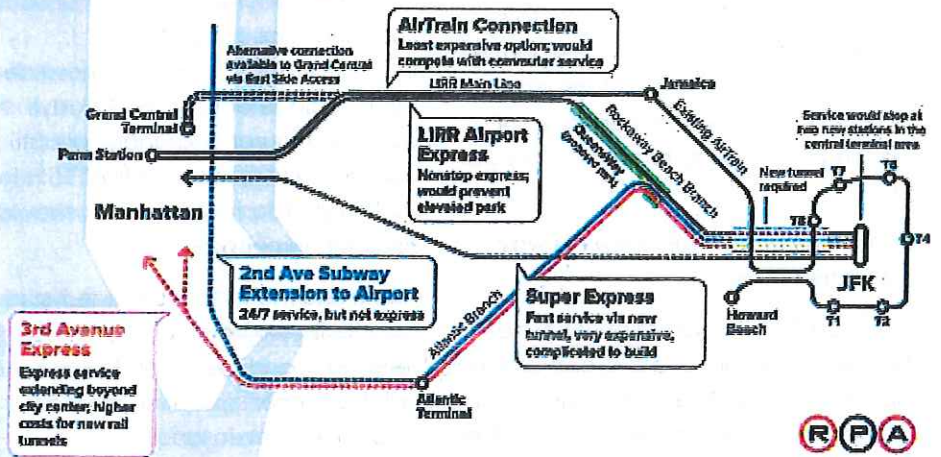 AirTrain Connection
Least expensive option; would
compete with commuter service
Alternative connection
available to Grand Central
via East Side Access
LIRR Main Line
Jamaica
Grand Central
Terminal
Penn Station
LIRR Airport
Express
Nonstop express;
would prevent
elevated park
QueensWay
(proposed park)
Rockaway Beach Branch
Existing AirTrain
Service would stop at
two new stations in the
central terminal area
New tunnel
required
T7
T8
T5
T4
JFK
T1
T2
Howard
Beach
Manhattan
2nd Ave Subway
Extension to Airport
24/7 service, but not express
Super Express
Fast service via new
tunnel, very expensive;
complicated to build
Atlantic Branch
3rd Avenue
Express
Express service
extending beyond
city center; higher
costs for new rail
tunnels
Atlantic
Terminal
RPA